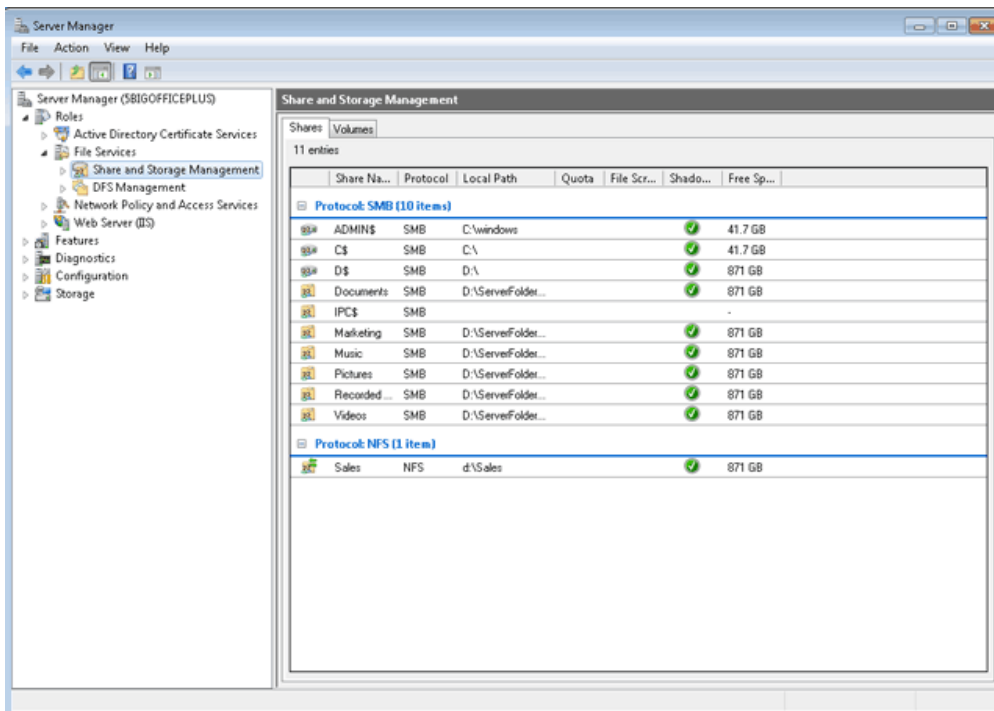 Server Manager
File Action View Help
Server Manager (5BIGOFFICEPLUS)
Roles
Active Directory Certificate Services
File Services
Share and Storage Management
DFS Management
Network Policy and Access Services
Web Server (IIS)
Features
Diagnostics
Configuration
Storage
Share and Storage Management
Shares Volumes
11 entries
Share Na... Protocol Local Path Quota File Scr... Shado... Free Sp...
Protocol: SMB (10 items)
ADMIN$ SMB C:\windows 41.7 GB
C$ SMB C:\ 41.7 GB
D$ SMB D:\ 871 GB
Documents SMB D:\ServerFolder... 871 GB
IPC$ SMB -
Marketing SMB D:\ServerFolder... 871 GB
Music SMB D:\ServerFolder... 871 GB
Pictures SMB D:\ServerFolder... 871 GB
Recorded ... SMB D:\ServerFolder... 871 GB
Videos SMB D:\ServerFolder... 871 GB
Protocol: NFS (1 item)
Sales NFS d:\Sales 871 GB